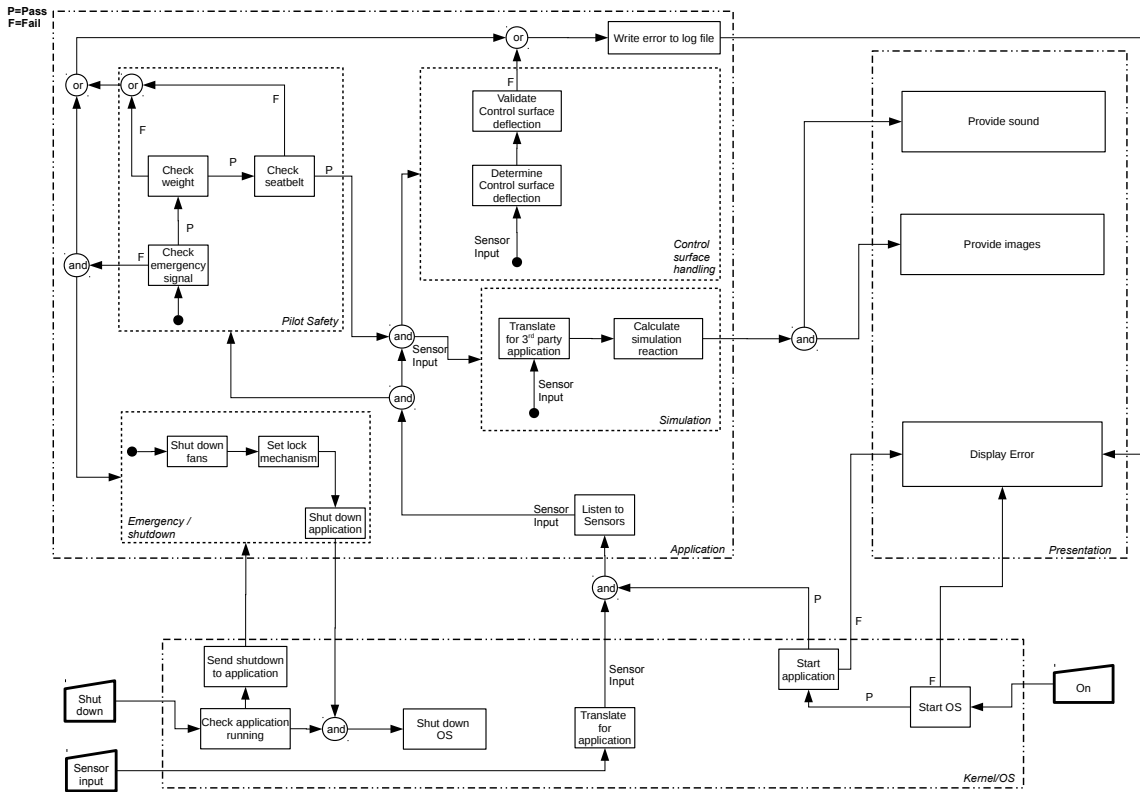 P=Pass
F=Fail
or
Write error to log file
or
or
F
F
F
Validate
Control surface
deflection
Provide sound
Check
weight
P
Check
seatbelt
P
Determine
Control surface
deflection
P
Sensor
Input
Control
surface
handling
Provide images
and
F
Check
emergency
signal
Pilot Safety
and
Sensor
Input
Translate
for 3rd party
application
Calculate
simulation
reaction
and
Sensor
Input
Simulation
and
Shut down
fans
Set lock
mechanism
Display Error
Shut down
application
Emergency /
shutdown
Sensor
Input
Listen to
Sensors
Application
Presentation
and
P
F
Send shutdown
to application
Sensor
Input
Start
application
F
P
Shut
down
Check application
running
and
Shut down
OS
Translate
for
application
Start OS
On
Sensor
input
Kernel/OS